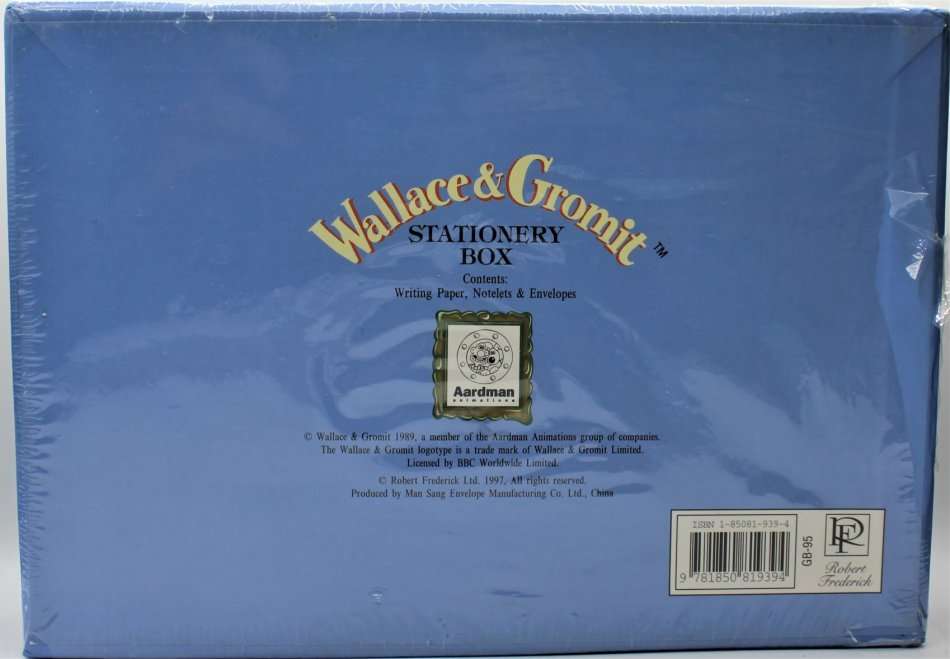 Wallace & Gromit ™
STATIONERY
BOX
Contents:
Writing Paper, Notelets & Envelopes
Aardman
animations
© Wallace & Gromit 1989, a member of the Aardman Animations group of companies.
The Wallace & Gromit logotype is a trade mark of Wallace & Gromit Limited.
Licensed by BBC Worldwide Limited.
© Robert Frederick Ltd. 1997, All rights reserved.
Produced by Man Sang Envelope Manufacturing Co. Ltd., China
ISBN 1-85081-939-4
9 781850 819394
GB-95
RF
Robert
Frederick